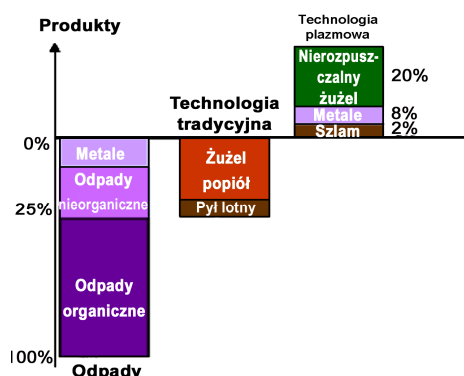 Produkty
Technologia
plazmowa
Nierozpusz-
czalny
żużel
20%
Metale
8%
Szlam
2%
Technologia
tradycyjna
0%
Metale
Odpady
nieorganiczne
25%
Żużel
popiół
Pył lotny
Odpady
organiczne
100%
Odpady